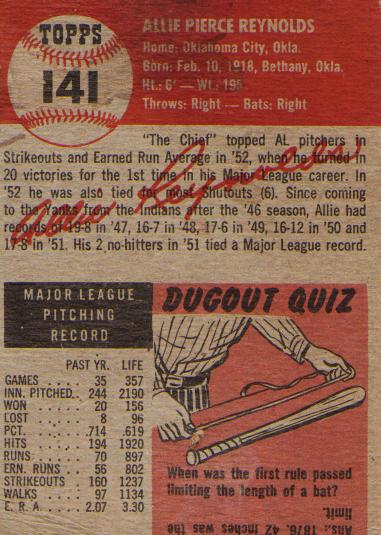 TOPPS
141
ALLIE PIERCE REYNOLDS
Home: Oklahoma City, Okla.
Born: Feb. 10, 1918, Bethany, Okla.
Ht.: 6' — Wt.: 195
Throws: Right — Bats: Right
"The Chief" topped AL pitchers in
Strikeouts and Earned Run Average in '52, when he turned in
20 victories for the 1st time in his Major League career. In
'52 he was also tied for most shutouts (6). Since coming
to the Yanks from the Indians after the '46 season, Allie had
records of 19-8 in '47, 16-7 in '48, 17-6 in '49, 16-12 in '50 and
17-8 in '51. His 2 no-hitters in '51 tied a Major League record.
Allie Reynolds
MAJOR LEAGUE
PITCHING
RECORD
PAST YR. LIFE
GAMES .... 35 357
INN. PITCHED.. 244 2190
WON .... 20 156
LOST .... 8 96
PCT. .... .714 .619
HITS .... 194 1920
RUNS .... 70 897
ERN. RUNS .. 56 802
STRIKEOUTS 160 1237
WALKS .... 97 1134
E. R. A. .... 2.07 3.30
DUGOUT QUIZ
When was the first rule passed
limiting the length of a bat?
Ans.: 1876. 42 inches was the
limit.